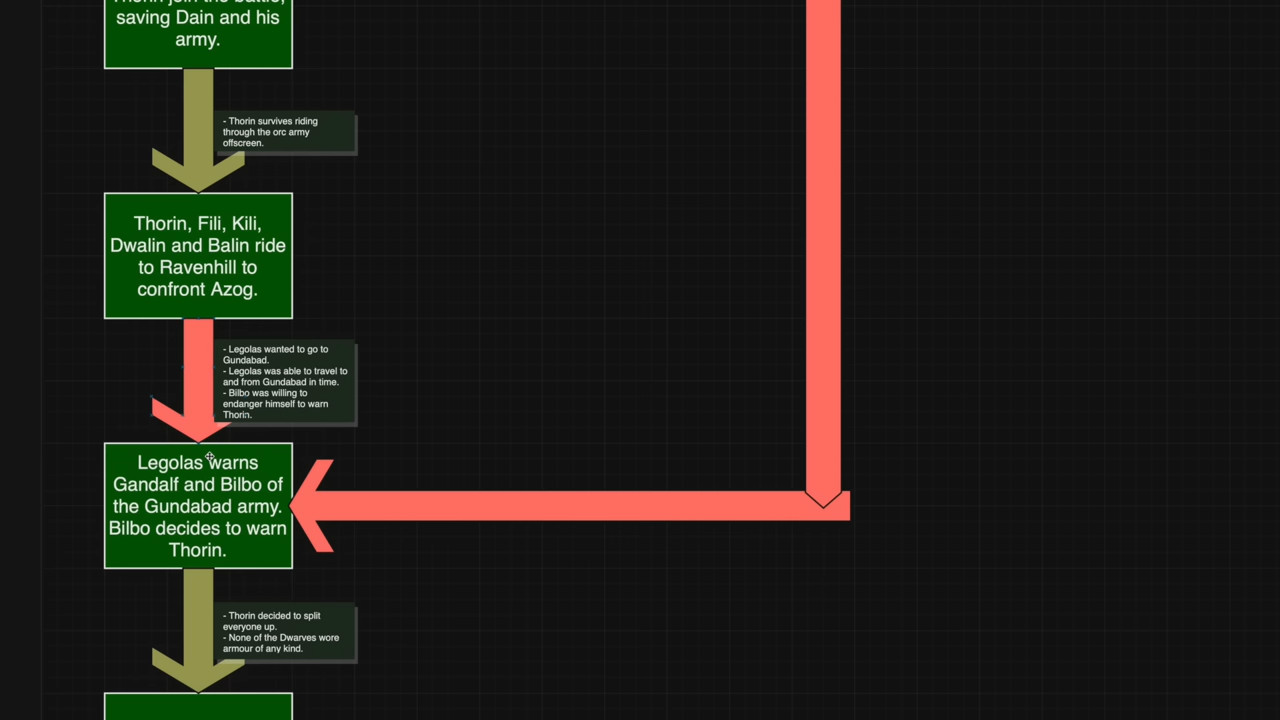 Thorin join the battle,
saving Dain and his
army.
- Thorin survives riding
through the orc army
offscreen.
Thorin, Fili, Kili,
Dwalin and Balin ride
to Ravenhill to
confront Azog.
- Legolas wanted to go to
Gundabad.
- Legolas was able to travel to
and from Gundabad in time.
- Bilbo was willing to
endanger himself to warn
Thorin.
Legolas warns
Gandalf and Bilbo of
the Gundabad army.
Bilbo decides to warn
Thorin.
- Thorin decided to split
everyone up.
- None of the Dwarves wore
armour of any kind.